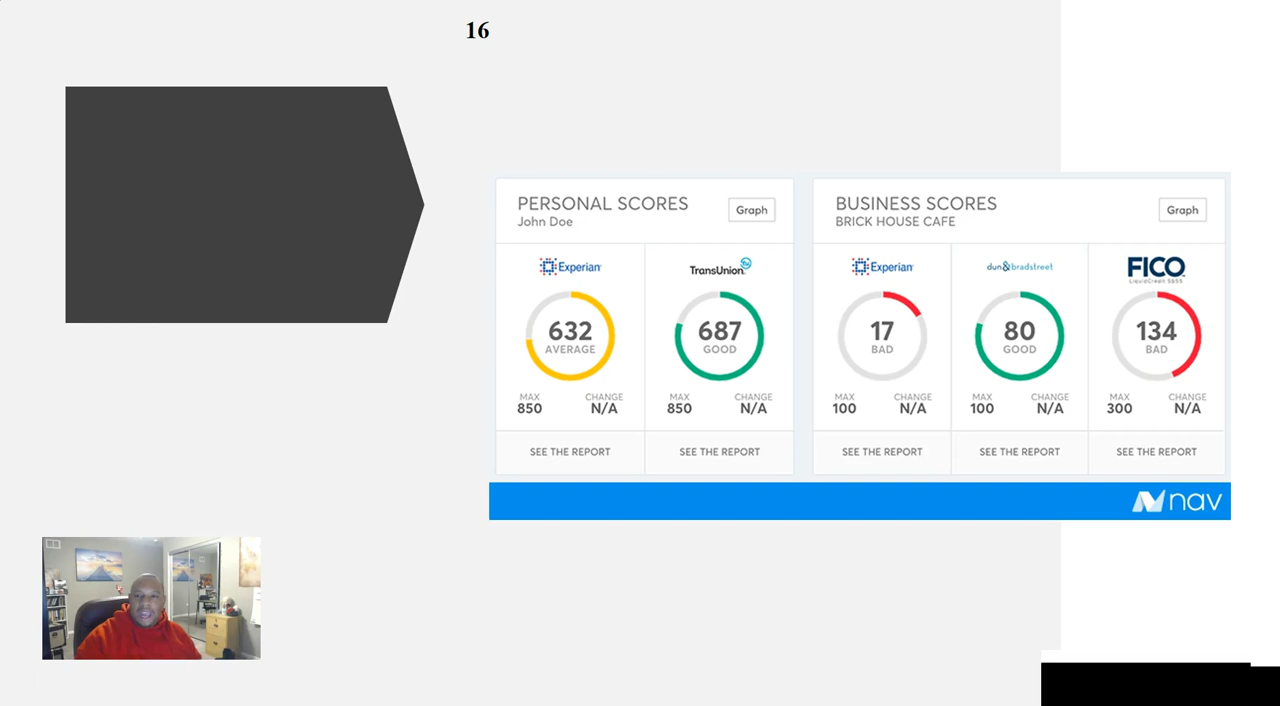 16
PERSONAL SCORES
John Doe
Graph
Experian
632
AVERAGE
MAX
850
CHANGE
N/A
SEE THE REPORT
TransUnion
tu
687
GOOD
MAX
850
CHANGE
N/A
SEE THE REPORT
BUSINESS SCORES
BRICK HOUSE CAFE
Graph
Experian
17
BAD
MAX
100
CHANGE
N/A
SEE THE REPORT
dun & bradstreet
80
GOOD
MAX
100
CHANGE
N/A
SEE THE REPORT
FICO
LiquidCredit SBSS
134
BAD
MAX
300
CHANGE
N/A
SEE THE REPORT
nav